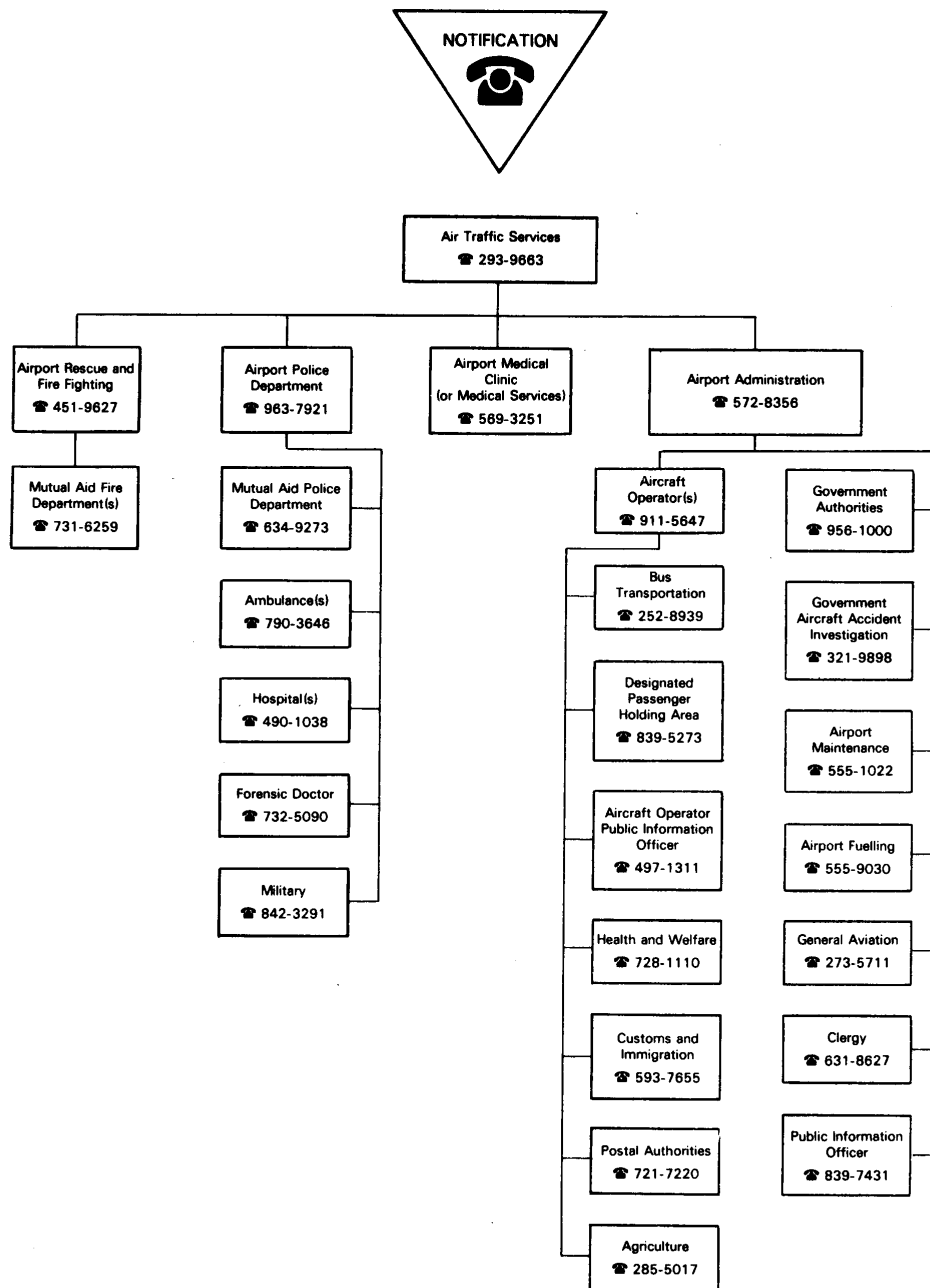 NOTIFICATION
Air Traffic Services
☎ 293-9663
Airport Rescue and
Fire Fighting
☎ 451-9627
Airport Police
Department
☎ 963-7921
Airport Medical
Clinic
(or Medical Services)
☎ 569-3251
Airport Administration
☎ 572-8356
Mutual Aid Fire
Department(s)
☎ 731-6259
Mutual Aid Police
Department
☎ 634-9273
Ambulance(s)
☎ 790-3646
Hospital(s)
☎ 490-1038
Forensic Doctor
☎ 732-5090
Military
☎ 842-3291
Aircraft
Operator(s)
☎ 911-5647
Bus
Transportation
☎ 252-8939
Designated
Passenger
Holding Area
☎ 839-5273
Aircraft Operator
Public Information
Officer
☎ 497-1311
Health and Welfare
☎ 728-1110
Customs and
Immigration
☎ 593-7655
Postal Authorities
☎ 721-7220
Agriculture
☎ 285-5017
Government
Authorities
☎ 956-1000
Government
Aircraft Accident
Investigation
☎ 321-9898
Airport
Maintenance
☎ 555-1022
Airport Fuelling
☎ 555-9030
General Aviation
☎ 273-5711
Clergy
☎ 631-8627
Public Information
Officer
☎ 839-7431